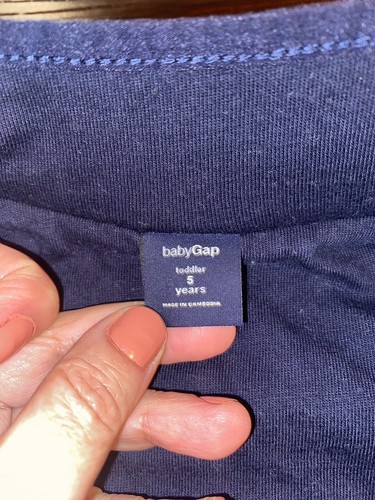 babyGap
toddler
5
years
MADE IN CAMBODIA